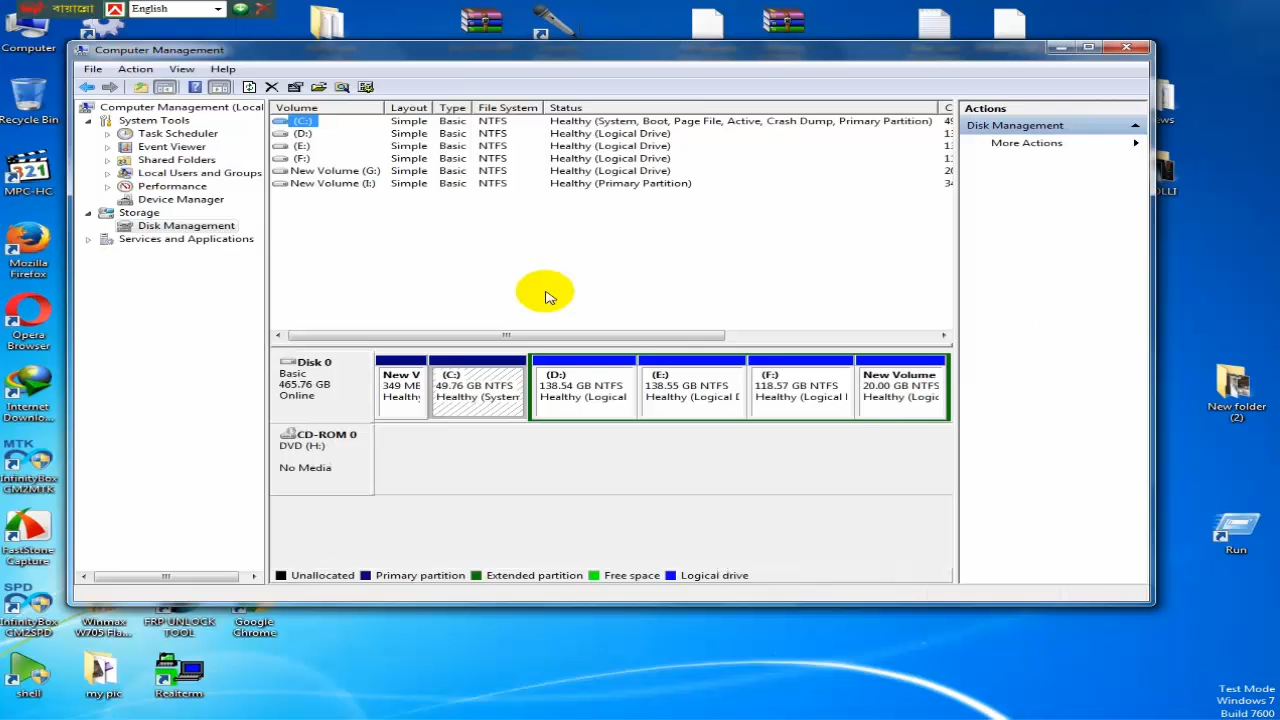 বায়ান্নো English
Computer
Recycle Bin
MPC-HC
Mozilla
Firefox
Opera
Browser
Internet
Downlo...
MTK
InfinityBox
CM2MTK
FastStone
Capture
SPD
InfinityBox
CM2SPD
shell
Winmax
W705 Fla...
FRP UNLOCK
TOOL
Google
Chrome
my pic
Realterm
New folder
(2)
Run
Test Mode
Windows 7
Build 7600
Computer Management
File Action View Help
Computer Management (Local
System Tools
Task Scheduler
Event Viewer
Shared Folders
Local Users and Groups
Performance
Device Manager
Storage
Disk Management
Services and Applications
Volume Layout Type File System Status C
(C:) Simple Basic NTFS Healthy (System, Boot, Page File, Active, Crash Dump, Primary Partition) 49
(D:) Simple Basic NTFS Healthy (Logical Drive) 13
(E:) Simple Basic NTFS Healthy (Logical Drive) 13
(F:) Simple Basic NTFS Healthy (Logical Drive) 11
New Volume (G:) Simple Basic NTFS Healthy (Logical Drive) 20
New Volume (I:) Simple Basic NTFS Healthy (Primary Partition) 34
Actions
Disk Management
More Actions
Disk 0
Basic
465.76 GB
Online
New V
349 ME
Healthy
(C:)
49.76 GB NTFS
Healthy (System
(D:)
138.54 GB NTFS
Healthy (Logical
(E:)
138.55 GB NTFS
Healthy (Logical D
(F:)
118.57 GB NTFS
Healthy (Logical
New Volume
20.00 GB NTFS
Healthy (Logic
CD-ROM 0
DVD (H:)
No Media
Unallocated Primary partition Extended partition Free space Logical drive